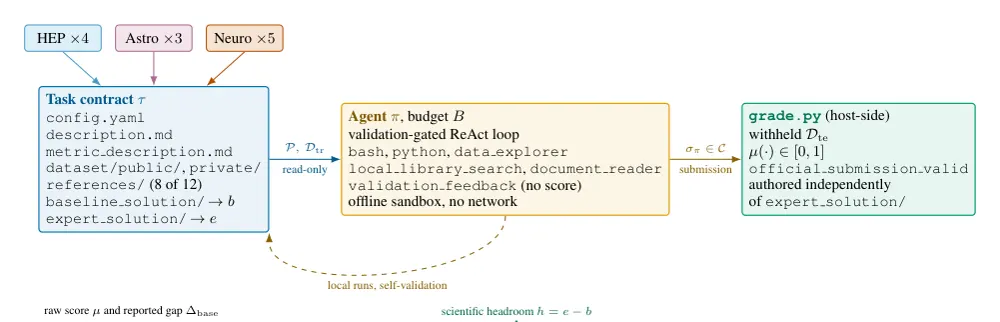 HEP ×4
Astro ×3
Neuro ×5
Task contract τ
config.yaml
description.md
metric_description.md
dataset/public/, private/
references/ (8 of 12)
baseline_solution/ → b
expert_solution/ → e
P, D_tr
read-only
Agent π, budget B
validation-gated ReAct loop
bash, python, data_explorer
local_library_search, document_reader
validation_feedback (no score)
offline sandbox, no network
σ_π ∈ C
submission
grade.py (host-side)
withheld D_te
μ(·) ∈ [0, 1]
official_submission_valid
authored independently
of expert_solution/
local runs, self-validation
raw score μ and reported gap Δ_base
scientific headroom h = e − b